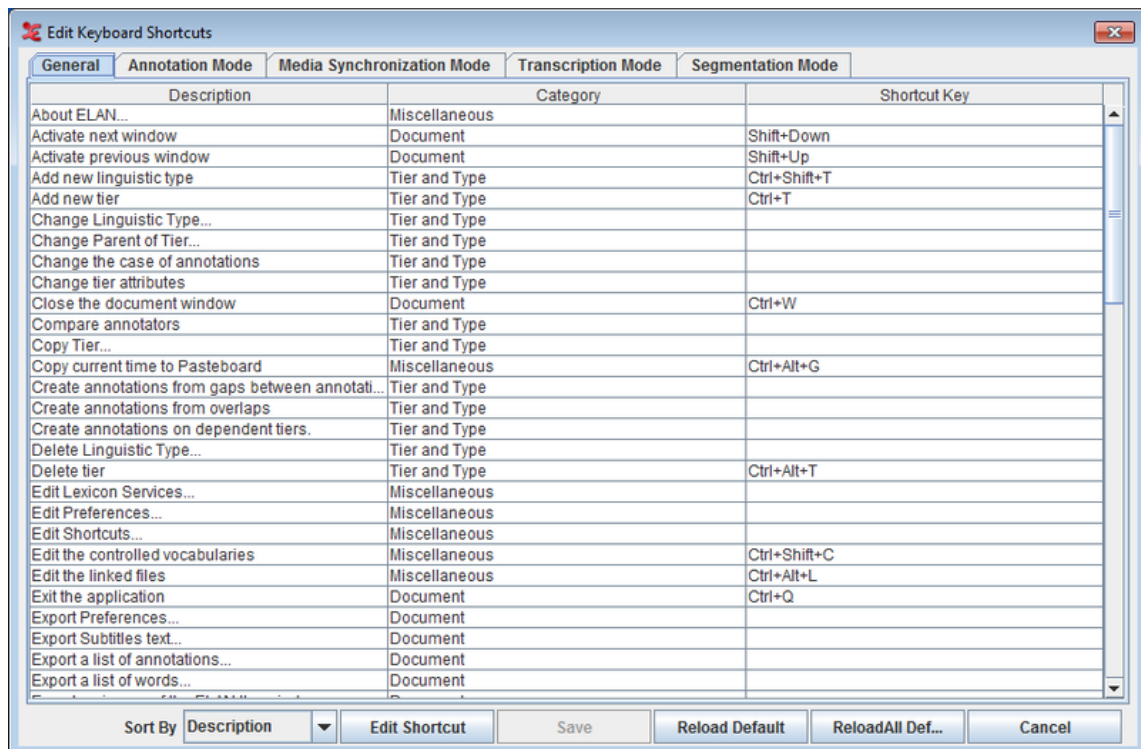 Edit Keyboard Shortcuts
General Annotation Mode Media Synchronization Mode Transcription Mode Segmentation Mode
Description Category Shortcut Key
About ELAN... Miscellaneous
Activate next window Document Shift+Down
Activate previous window Document Shift+Up
Add new linguistic type Tier and Type Ctrl+Shift+T
Add new tier Tier and Type Ctrl+T
Change Linguistic Type... Tier and Type
Change Parent of Tier... Tier and Type
Change the case of annotations Tier and Type
Change tier attributes Tier and Type
Close the document window Document Ctrl+W
Compare annotators Tier and Type
Copy Tier... Tier and Type
Copy current time to Pasteboard Miscellaneous Ctrl+Alt+G
Create annotations from gaps between annotati... Tier and Type
Create annotations from overlaps Tier and Type
Create annotations on dependent tiers. Tier and Type
Delete Linguistic Type... Tier and Type
Delete tier Tier and Type Ctrl+Alt+T
Edit Lexicon Services... Miscellaneous
Edit Preferences... Miscellaneous
Edit Shortcuts... Miscellaneous
Edit the controlled vocabularies Miscellaneous Ctrl+Shift+C
Edit the linked files Miscellaneous Ctrl+Alt+L
Exit the application Document Ctrl+Q
Export Preferences... Document
Export Subtitles text... Document
Export a list of annotations... Document
Export a list of words... Document
Sort By Description Edit Shortcut Save Reload Default ReloadAll Def... Cancel